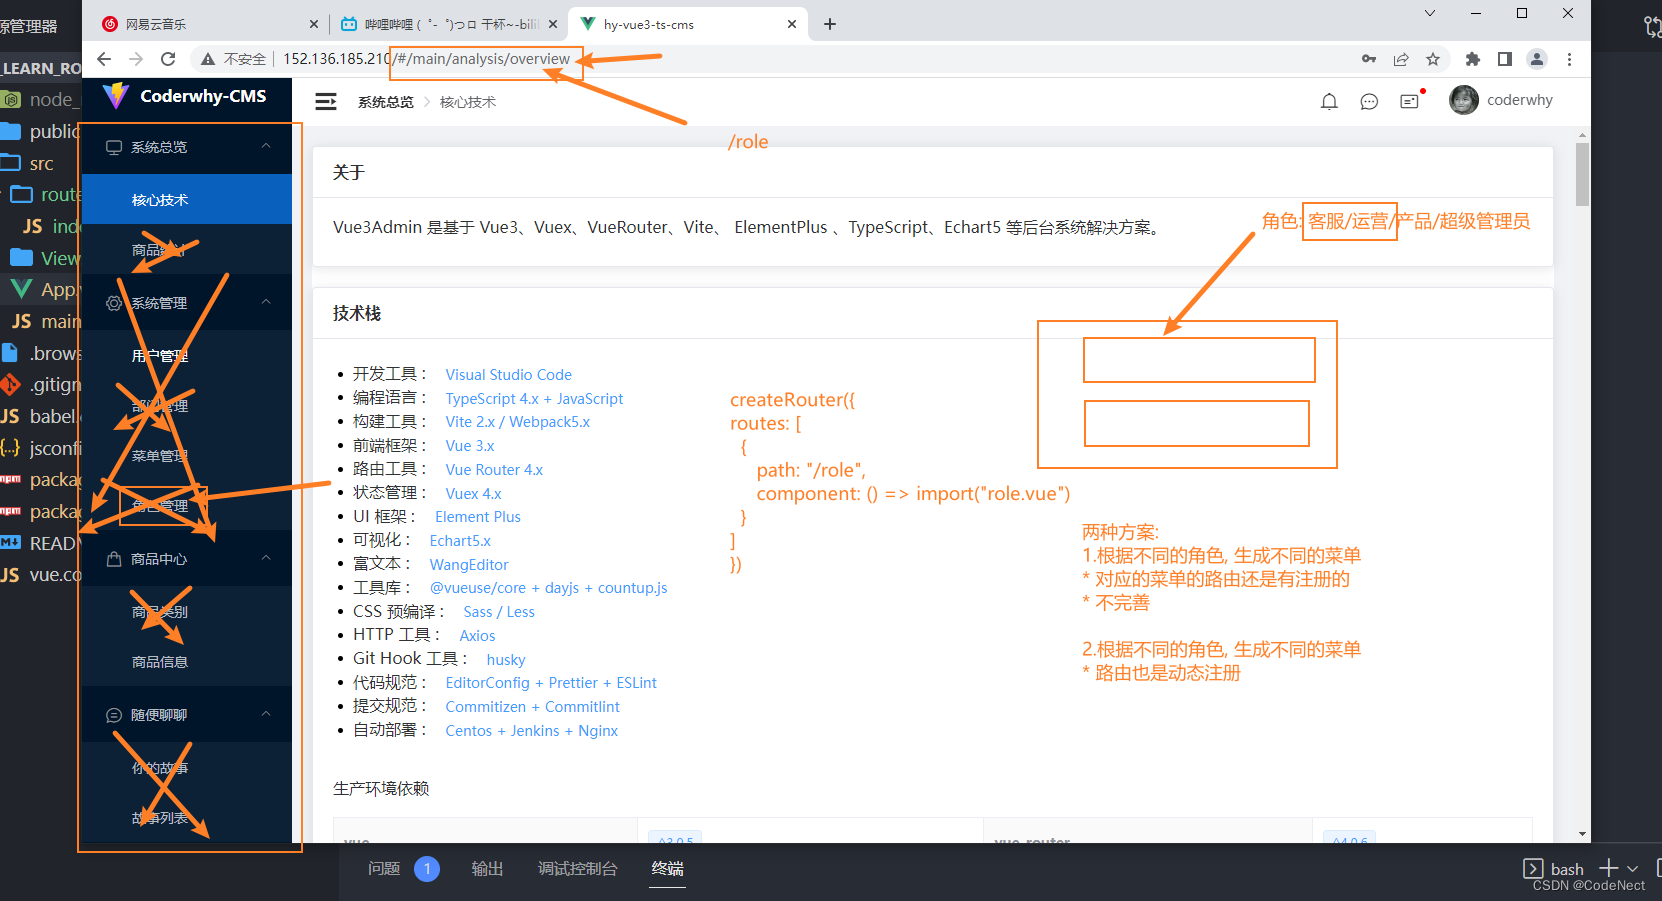 源管理器
网易云音乐
哔哩哔哩 (゜-゜)つロ 干杯~-bili
hy-vue3-ts-cms
不安全
152.136.185.210/#/main/analysis/overview
_LEARN_RO
node_
public
src
route
JS ind
View
App.v
JS main
.brows
.gitign
JS babel.
{..} jsconfi
npm packa
npm packa
M↓ READ
JS vue.co
Coderwhy-CMS
系统总览
核心技术
系统管理
用户管理
菜单管理
角色管理
商品中心
商品类别
商品信息
随便聊聊
你的故事
故事列表
系统总览 > 核心技术
coderwhy
/role
关于
Vue3Admin 是基于 Vue3、Vuex、VueRouter、Vite、 ElementPlus 、TypeScript、Echart5 等后台系统解决方案。
角色: 客服/运营/产品/超级管理员
技术栈
开发工具： Visual Studio Code
编程语言： TypeScript 4.x + JavaScript
构建工具： Vite 2.x / Webpack5.x
前端框架： Vue 3.x
路由工具： Vue Router 4.x
状态管理： Vuex 4.x
UI 框架： Element Plus
可视化： Echart5.x
富文本： WangEditor
工具库： @vueuse/core + dayjs + countup.js
CSS 预编译： Sass / Less
HTTP 工具： Axios
Git Hook 工具： husky
代码规范： EditorConfig + Prettier + ESLint
提交规范： Commitizen + Commitlint
自动部署： Centos + Jenkins + Nginx
createRouter({
routes: [
{
path: "/role",
component: () => import("role.vue")
}
]
})
两种方案:
1.根据不同的角色, 生成不同的菜单
* 对应的菜单的路由还是有注册的
* 不完善
2.根据不同的角色, 生成不同的菜单
* 路由也是动态注册
生产环境依赖
vue
^3.0.5
vue-router
^4.0.6
问题 1
输出
调试控制台
终端
bash
CSDN @CodeNect